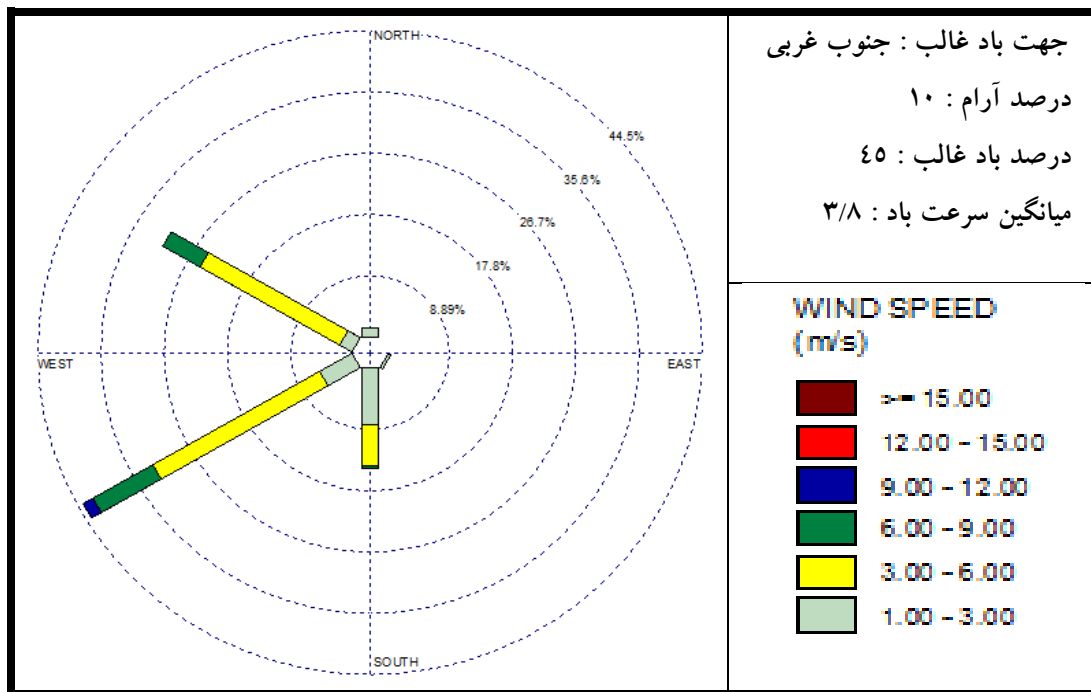 NORTH
44.5%
35.6%
26.7%
17.8%
8.89%
WEST
EAST
SOUTH
جهت باد غالب : جنوب غربی
درصد آرام : ۱۰
درصد باد غالب : ٤٥
میانگین سرعت باد : ۳/۸
WIND SPEED
(m/s)
>= 15.00
12.00 - 15.00
9.00 - 12.00
6.00 - 9.00
3.00 - 6.00
1.00 - 3.00